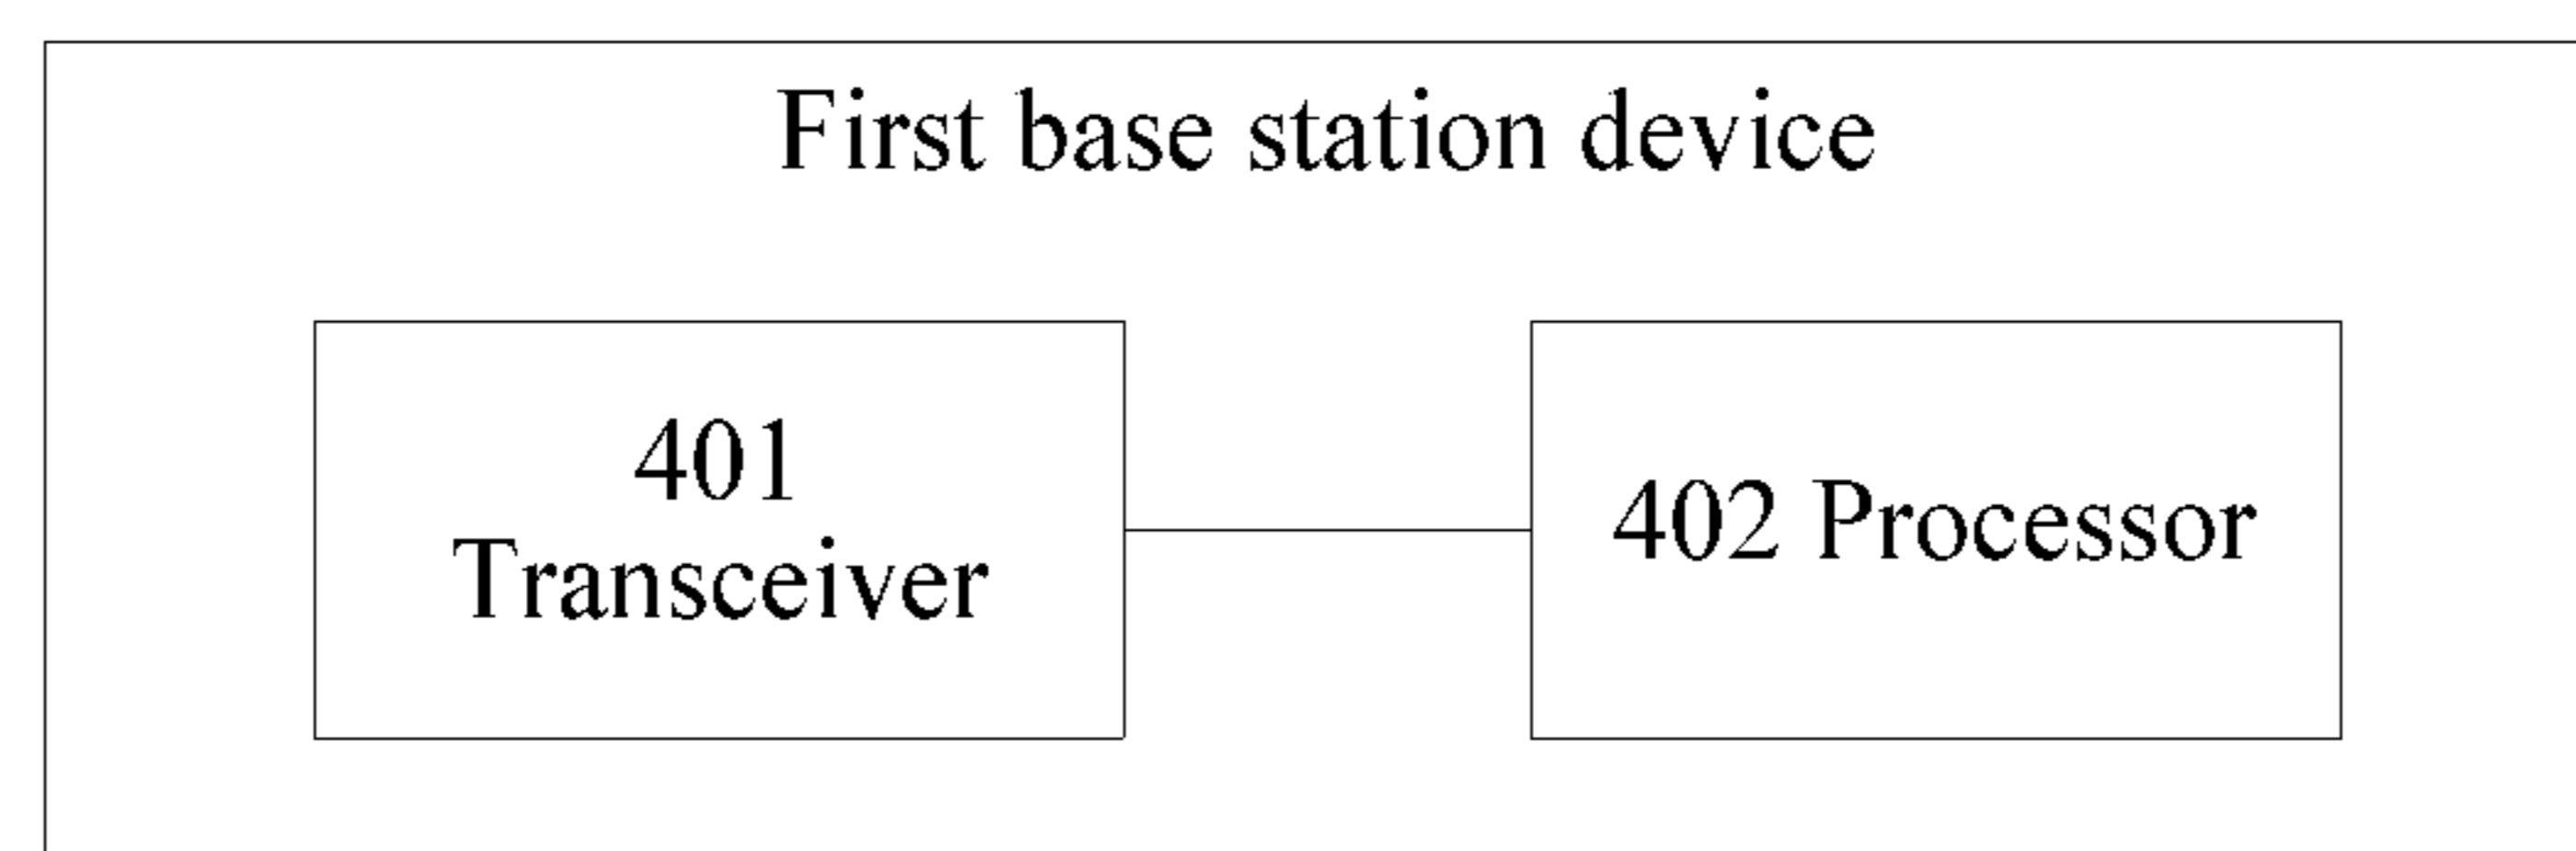 First base station device
401
Transceiver
402 Processor